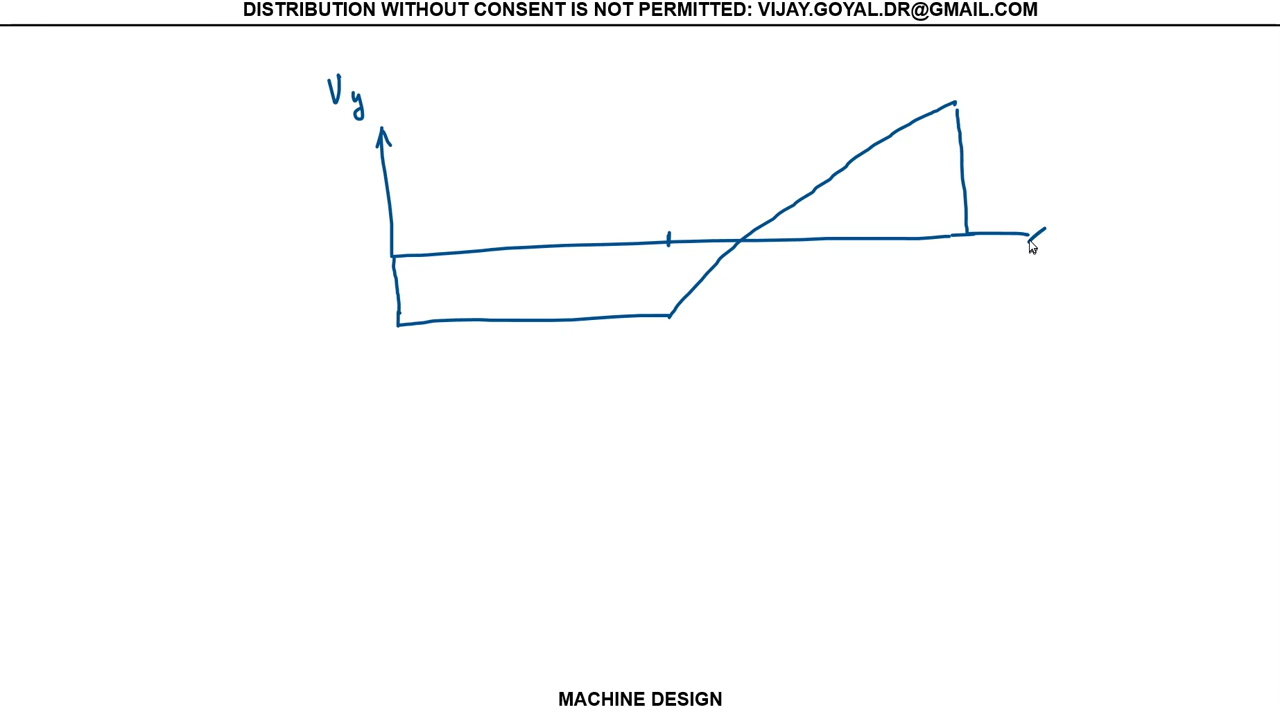 DISTRIBUTION WITHOUT CONSENT IS NOT PERMITTED: VIJAY.GOYAL.DR@GMAIL.COM
Vy
MACHINE DESIGN